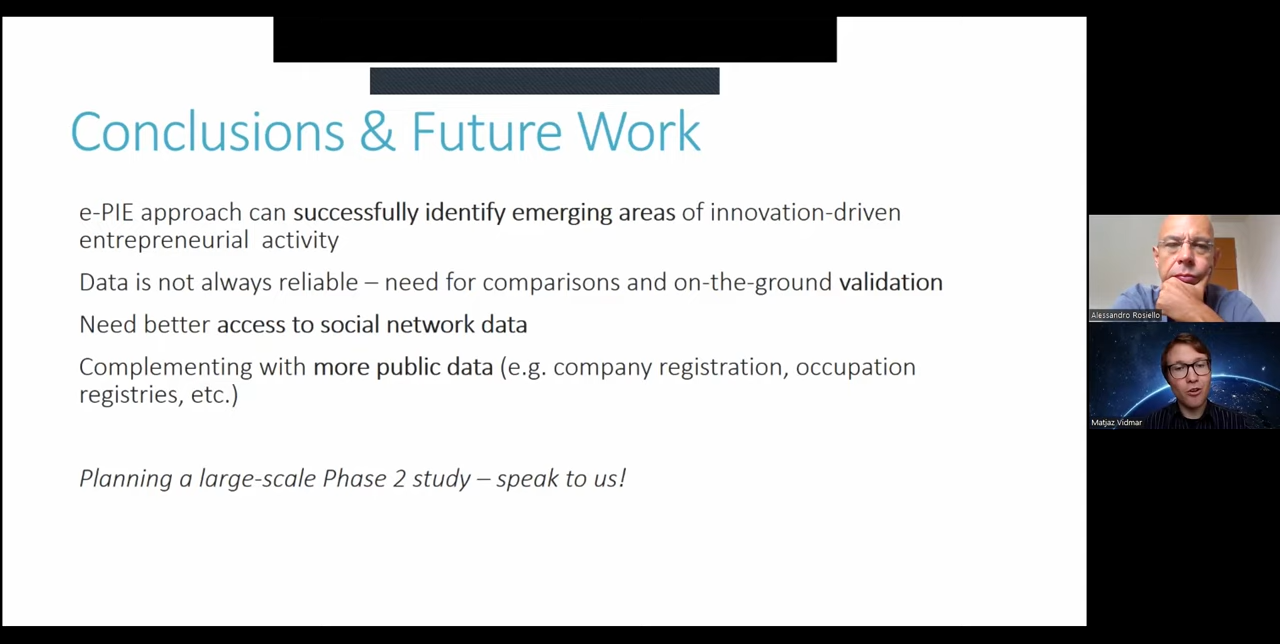 Conclusions & Future Work
e-PIE approach can successfully identify emerging areas of innovation-driven
entrepreneurial  activity
Data is not always reliable – need for comparisons and on-the-ground validation
Need better access to social network data
Complementing with more public data (e.g. company registration, occupation
registries, etc.)
Planning a large-scale Phase 2 study – speak to us!
Alessandro Rosiello
Matjaz Vidmar